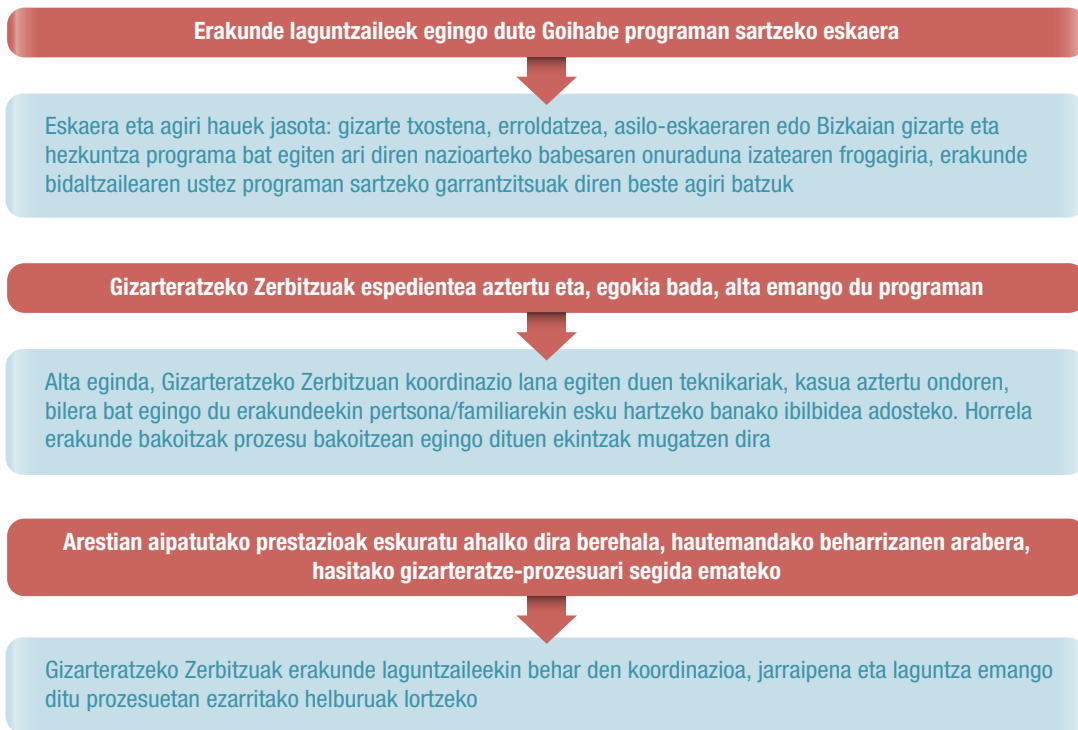 Erakunde laguntzaileek egingo dute Goihabe programan sartzeko eskaera
Eskaera eta agiri hauek jasota: gizarte txostena, erroldatzea, asilo-eskaeraren edo Bizkaian gizarte eta
hezkuntza programa bat egiten ari diren nazioarteko babesaren onuraduna izatearen frogagiria, erakunde
bidaltzailearen ustez programan sartzeko garrantzitsuak diren beste agiri batzuk
Gizarteratzeko Zerbitzuak espedientea aztertu eta, egokia bada, alta emango du programan
Alta eginda, Gizarteratzeko Zerbitzuan koordinazio lana egiten duen teknikariak, kasua aztertu ondoren,
bilera bat egingo du erakundeekin pertsona/familiarekin esku hartzeko banako ibilbidea adosteko. Horrela
erakunde bakoitzak prozesu bakoitzean egingo dituen ekintzak mugatzen dira
Arestian aipatutako prestazioak eskuratu ahalko dira berehala, hautemandako beharrizanen arabera,
hasitako gizarteratze-prozesuari segida emateko
Gizarteratzeko Zerbitzuak erakunde laguntzaileekin behar den koordinazioa, jarraipena eta laguntza emango
ditu prozesuetan ezarritako helburuak lortzeko